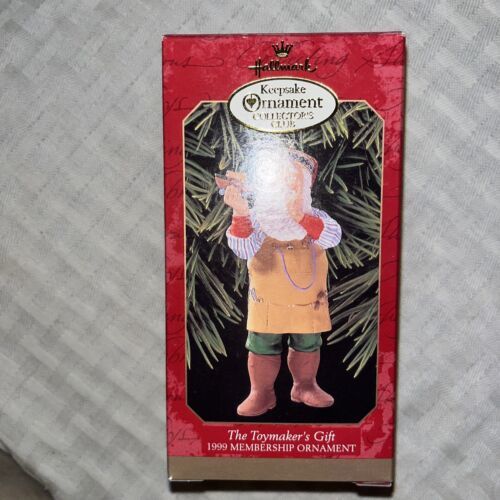 Hallmark
Keepsake
Ornament
COLLECTOR'S
CLUB
The Toymaker's Gift
1999 MEMBERSHIP ORNAMENT